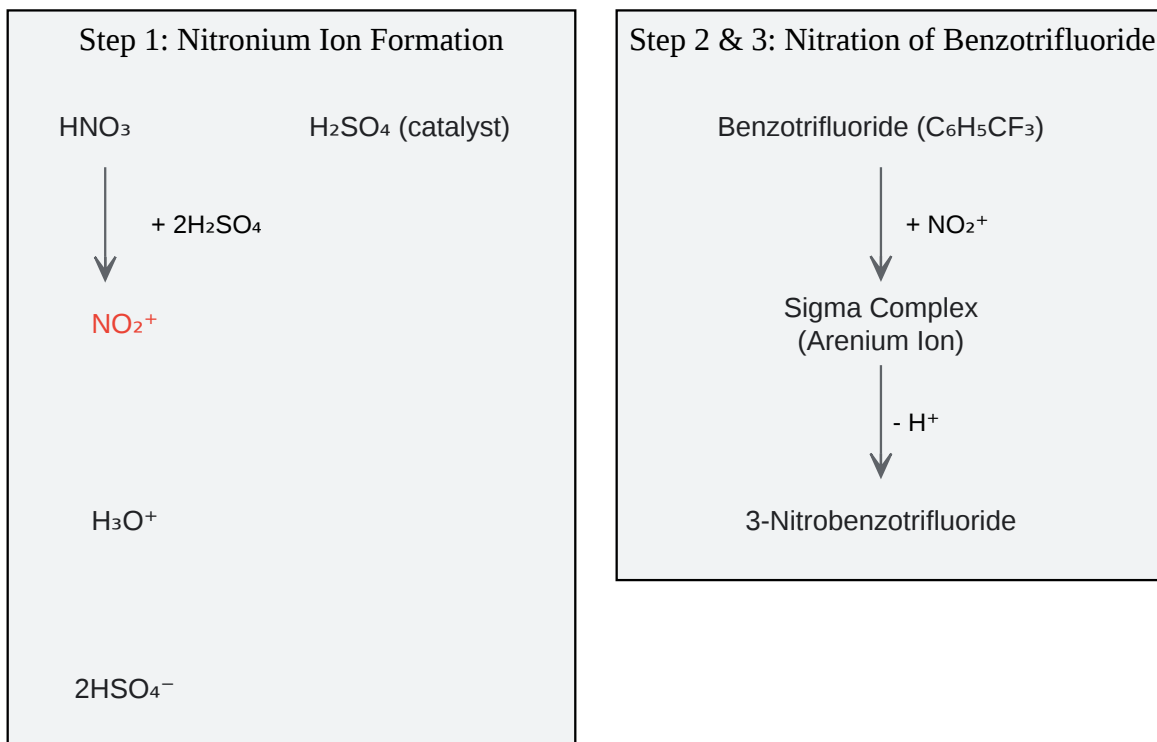 Step 1: Nitronium Ion Formation
HNO₃
H₂SO₄ (catalyst)
+ 2H₂SO₄
NO₂⁺
H₃O⁺
2HSO₄⁻
Step 2 & 3: Nitration of Benzotrifluoride
Benzotrifluoride (C₆H₅CF₃)
+ NO₂⁺
Sigma Complex
(Arenium Ion)
- H⁺
3-Nitrobenzotrifluoride